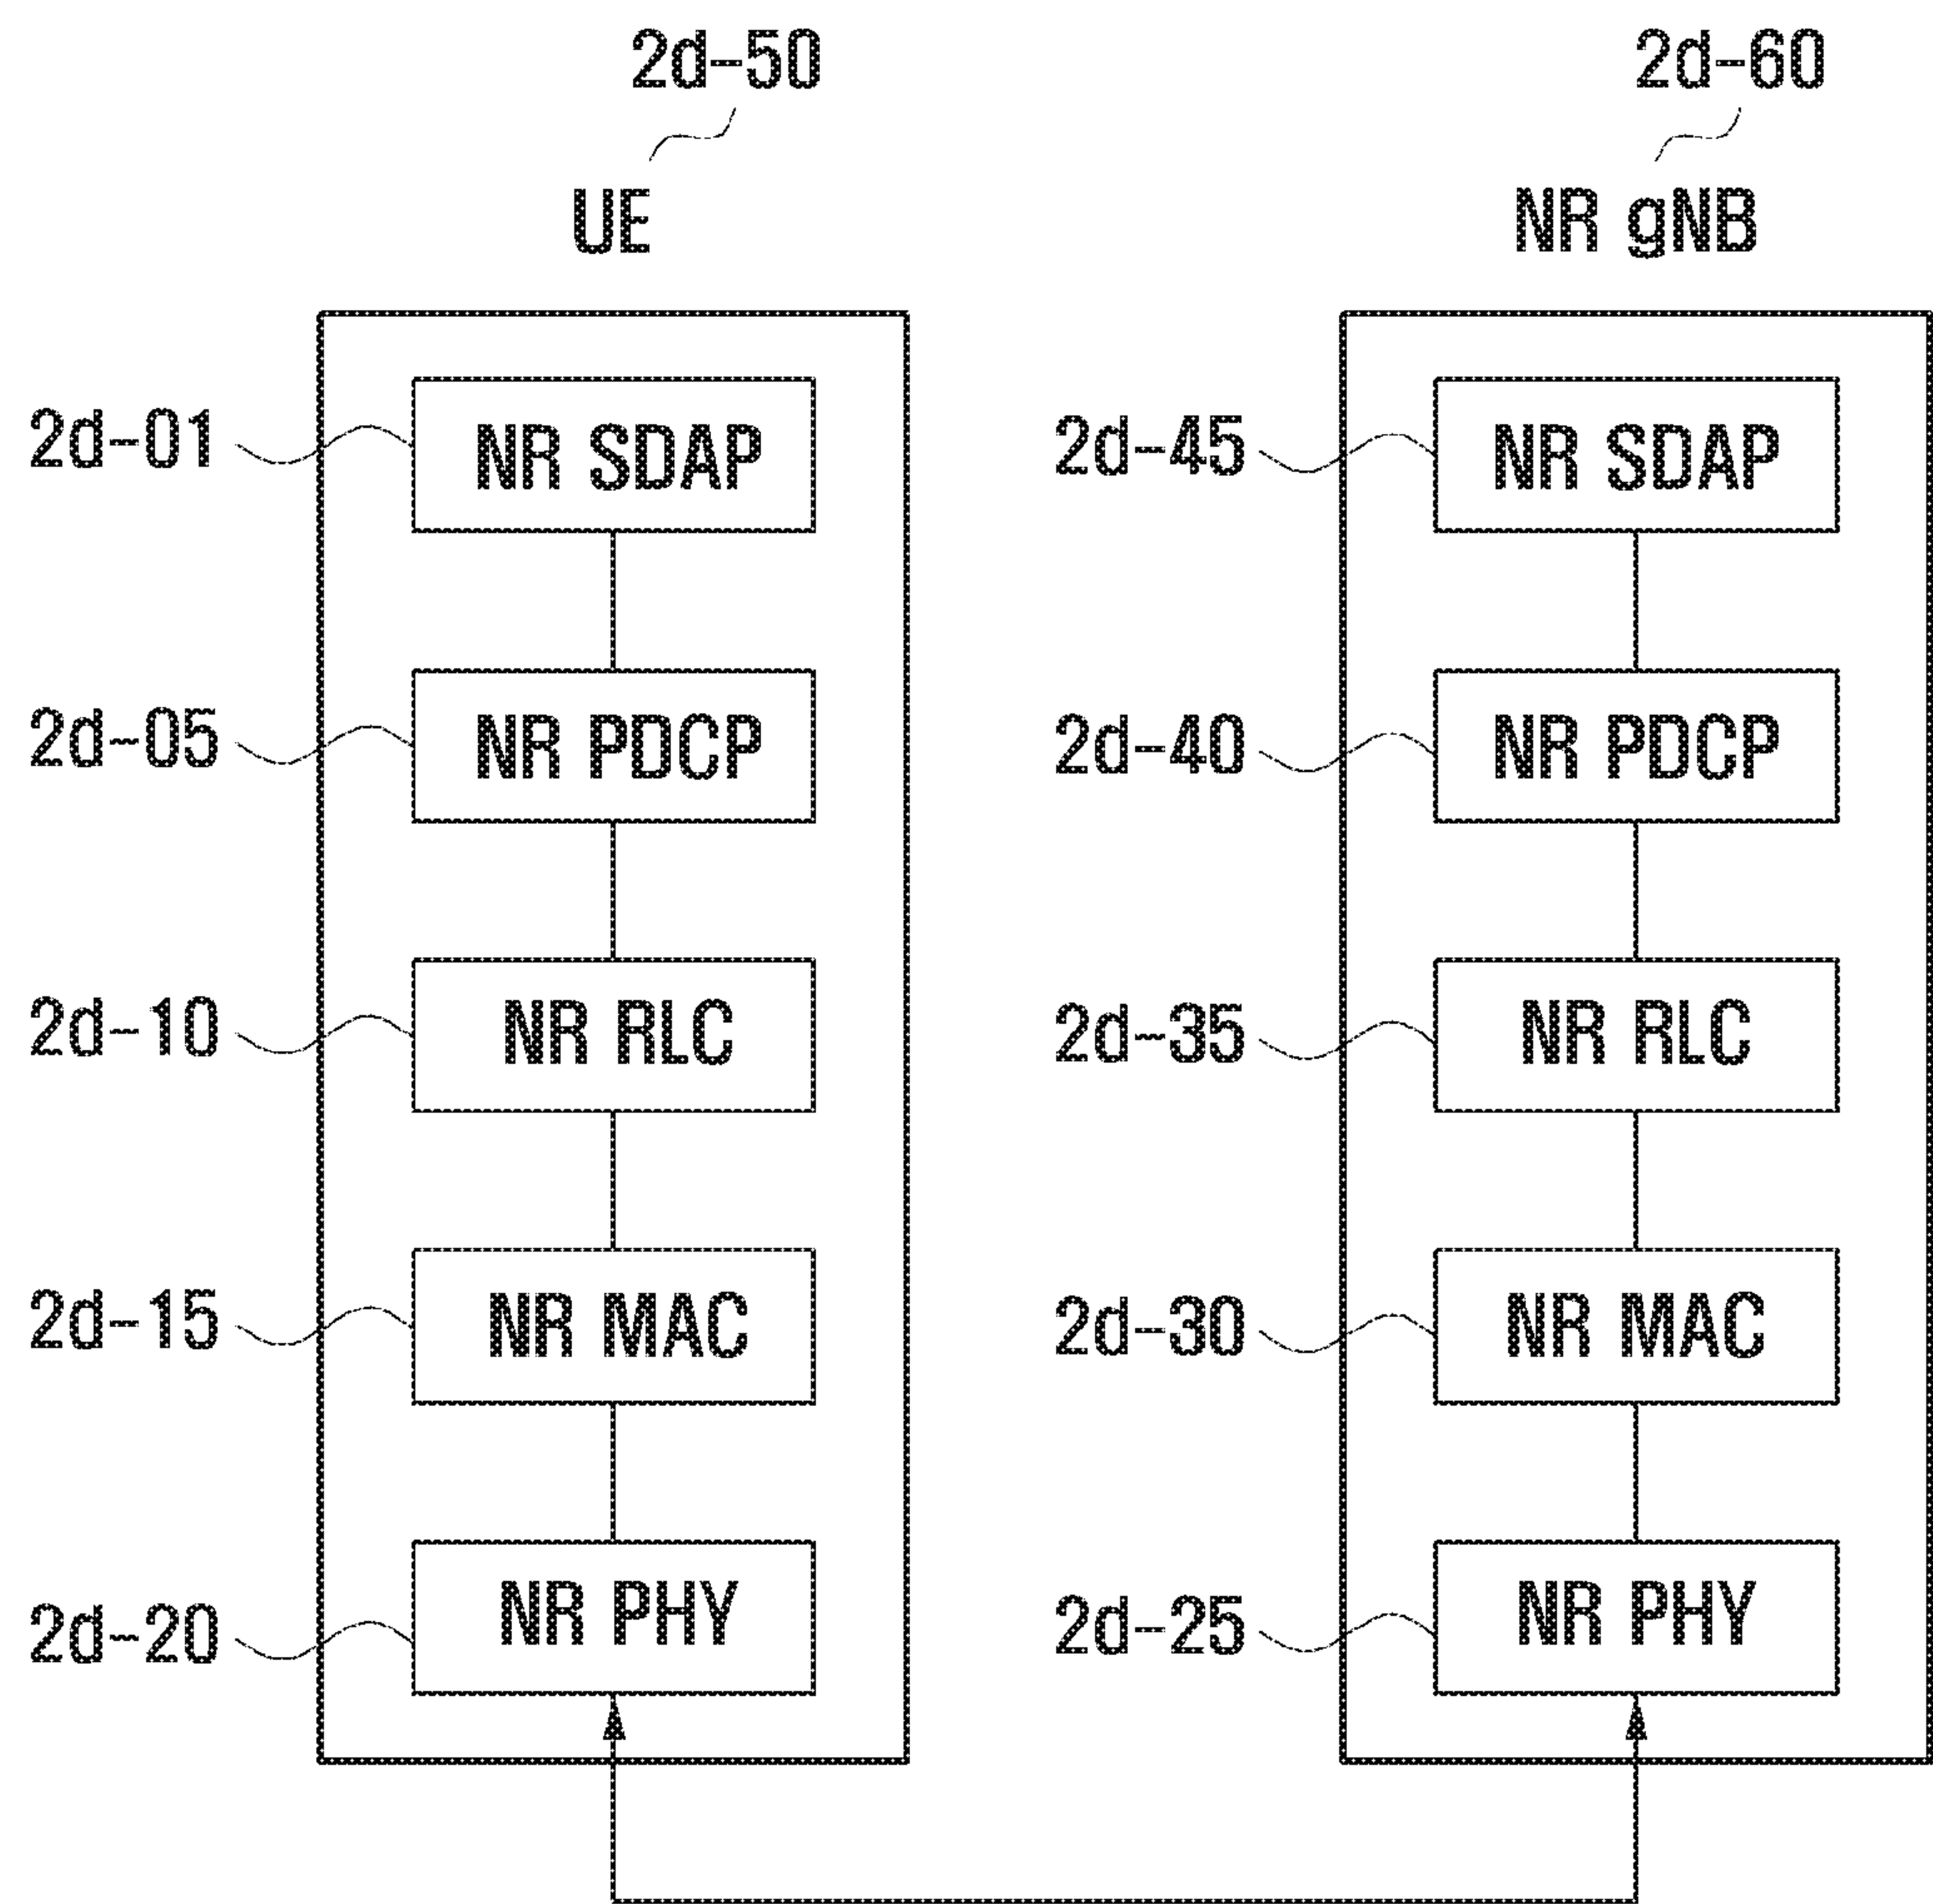 2d-50 2d-60
UE NR gNB
2d-01 NR SDAP 2d-45 NR SDAP
2d-05 NR PDCP 2d-40 NR PDCP
2d-10 NR RLC 2d-35 NR RLC
2d-15 NR MAC 2d-30 NR MAC
2d-20 NR PHY 2d-25 NR PHY